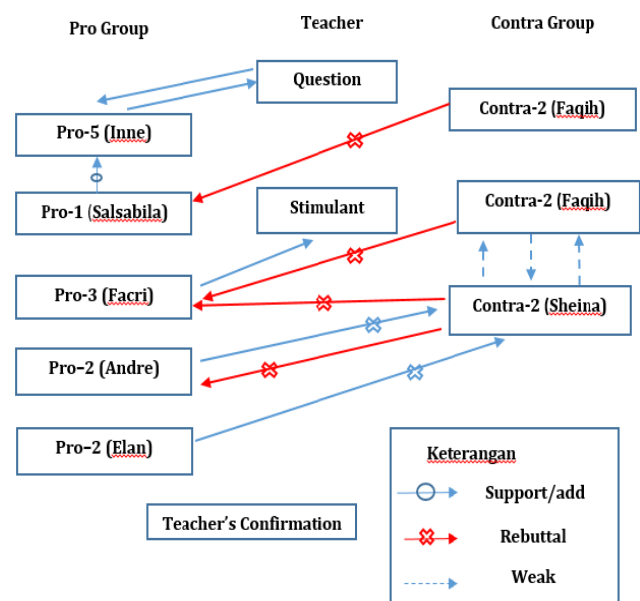 Pro Group
Teacher
Contra Group
Question
Contra-2 (Faqih)
Pro-5 (Inne)
Pro-1 (Salsabila)
Stimulant
Contra-2 (Faqih)
Pro-3 (Facri)
Contra-2 (Sheina)
Pro–2 (Andre)
Pro–2 (Elan)
Keterangan
Support/add
Teacher's Confirmation
Rebuttal
Weak